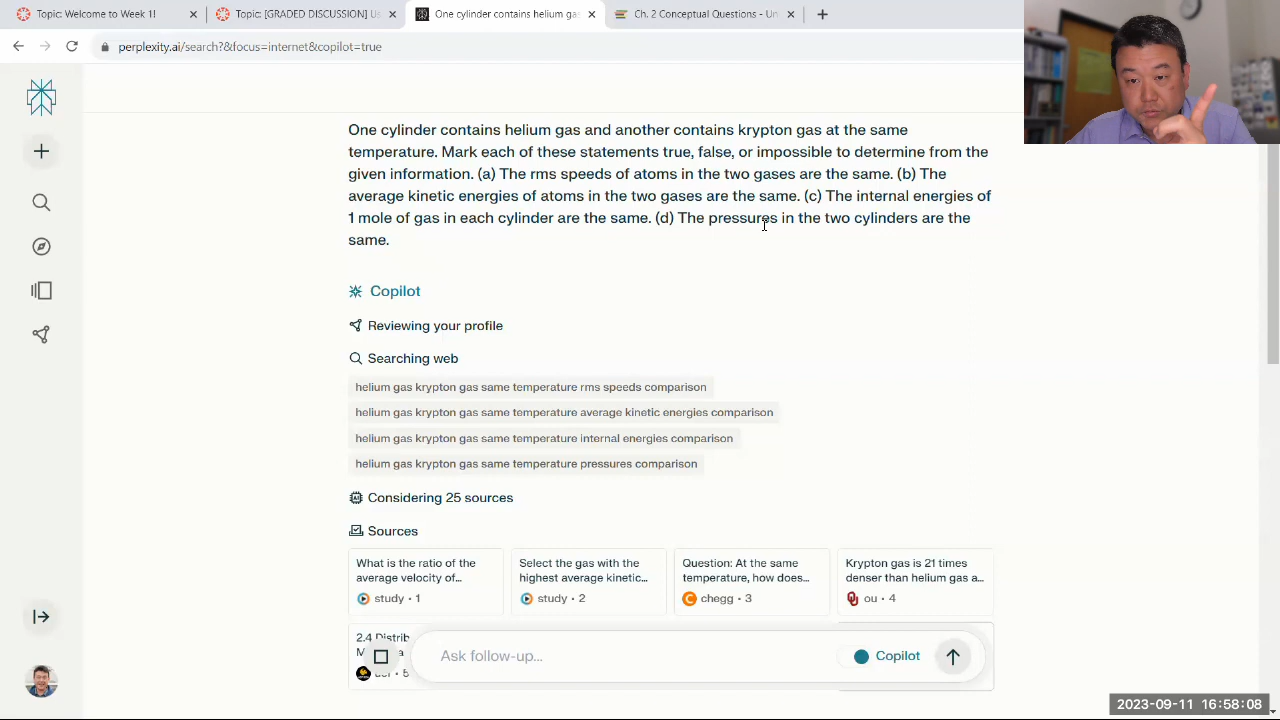 Topic: Welcome to Week 1!
Topic: [GRADED DISCUSSION] Us
One cylinder contains helium gas
Ch. 2 Conceptual Questions - Un
perplexity.ai/search?&focus=internet&copilot=true
One cylinder contains helium gas and another contains krypton gas at the same
temperature. Mark each of these statements true, false, or impossible to determine from the
given information. (a) The rms speeds of atoms in the two gases are the same. (b) The
average kinetic energies of atoms in the two gases are the same. (c) The internal energies of
1 mole of gas in each cylinder are the same. (d) The pressures in the two cylinders are the
same.
Copilot
Reviewing your profile
Searching web
helium gas krypton gas same temperature rms speeds comparison
helium gas krypton gas same temperature average kinetic energies comparison
helium gas krypton gas same temperature internal energies comparison
helium gas krypton gas same temperature pressures comparison
Considering 25 sources
Sources
What is the ratio of the
average velocity of...
study • 1
Select the gas with the
highest average kinetic...
study • 2
Question: At the same
temperature, how does...
chegg • 3
Krypton gas is 21 times
denser than helium gas a...
ou • 4
2.4 Distrib
• 5
Ask follow-up...
Copilot
2023-09-11 16:58:08